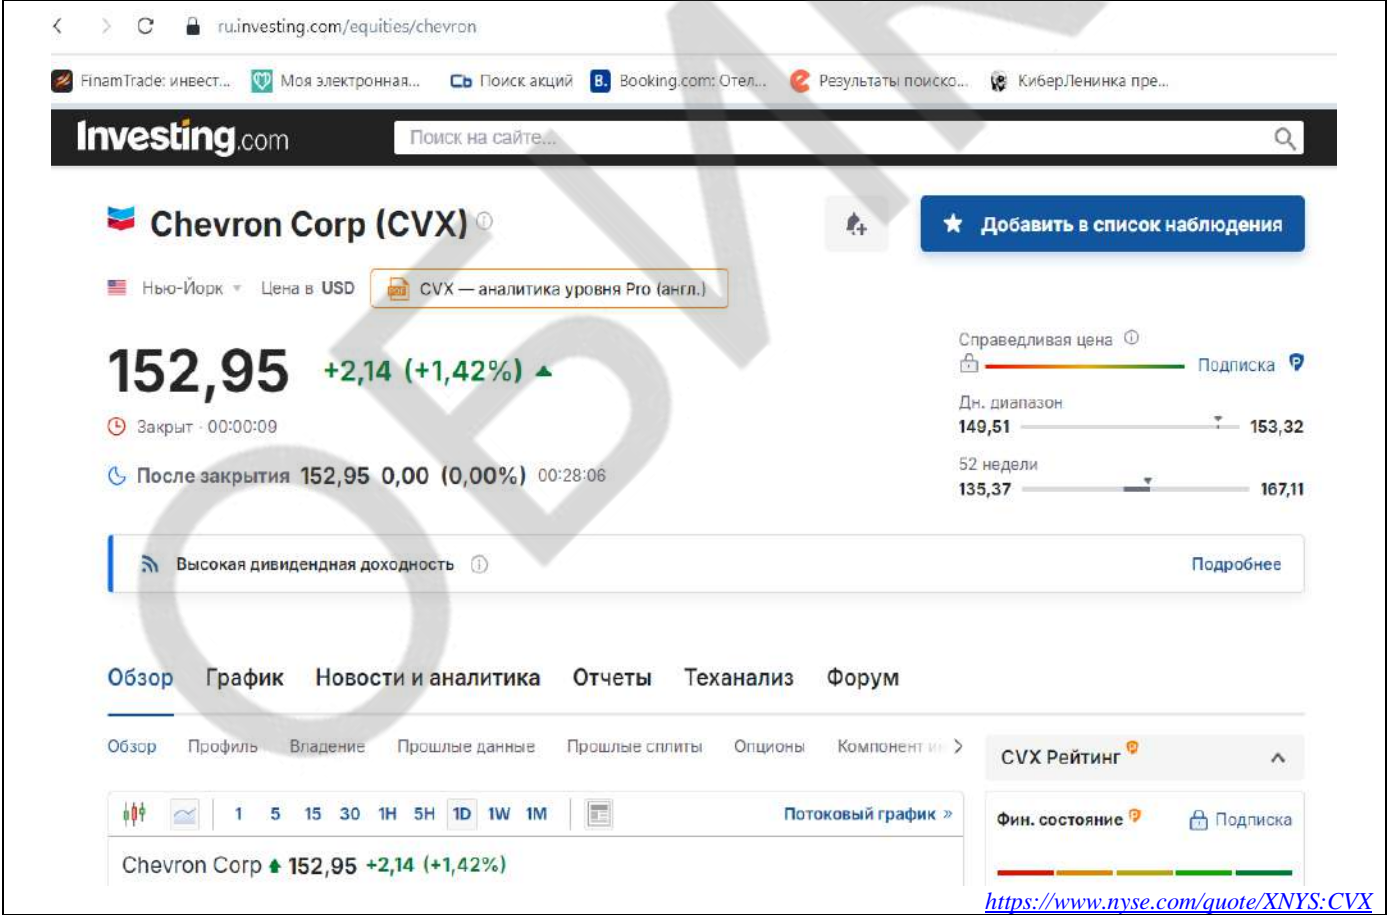 ru.investing.com/equities/chevron
FinamTrade: инвест... Моя электронная... Cb Поиск акций B. Booking.com: Отел... Результаты поиско... КиберЛенинка пре...
Investing.com Поиск на сайте...
Chevron Corp (CVX) Добавить в список наблюдения
Нью-Йорк Цена в USD CVX — аналитика уровня Pro (англ.)
152,95 +2,14 (+1,42%)
Справедливая цена
Подписка
Закрыт · 00:00:09
Дн. диапазон
149,51 153,32
После закрытия 152,95 0,00 (0,00%) 00:28:06
52 недели
135,37 167,11
Высокая дивидендная доходность Подробнее
Обзор График Новости и аналитика Отчеты Теханализ Форум
Обзор Профиль Владение Прошлые данные Прошлые сплиты Опционы Компонент
CVX Рейтинг
1 5 15 30 1H 5H 1D 1W 1M Потоковый график »
Фин. состояние Подписка
Chevron Corp 152,95 +2,14 (+1,42%)
https://www.nyse.com/quote/XNYS:CVX